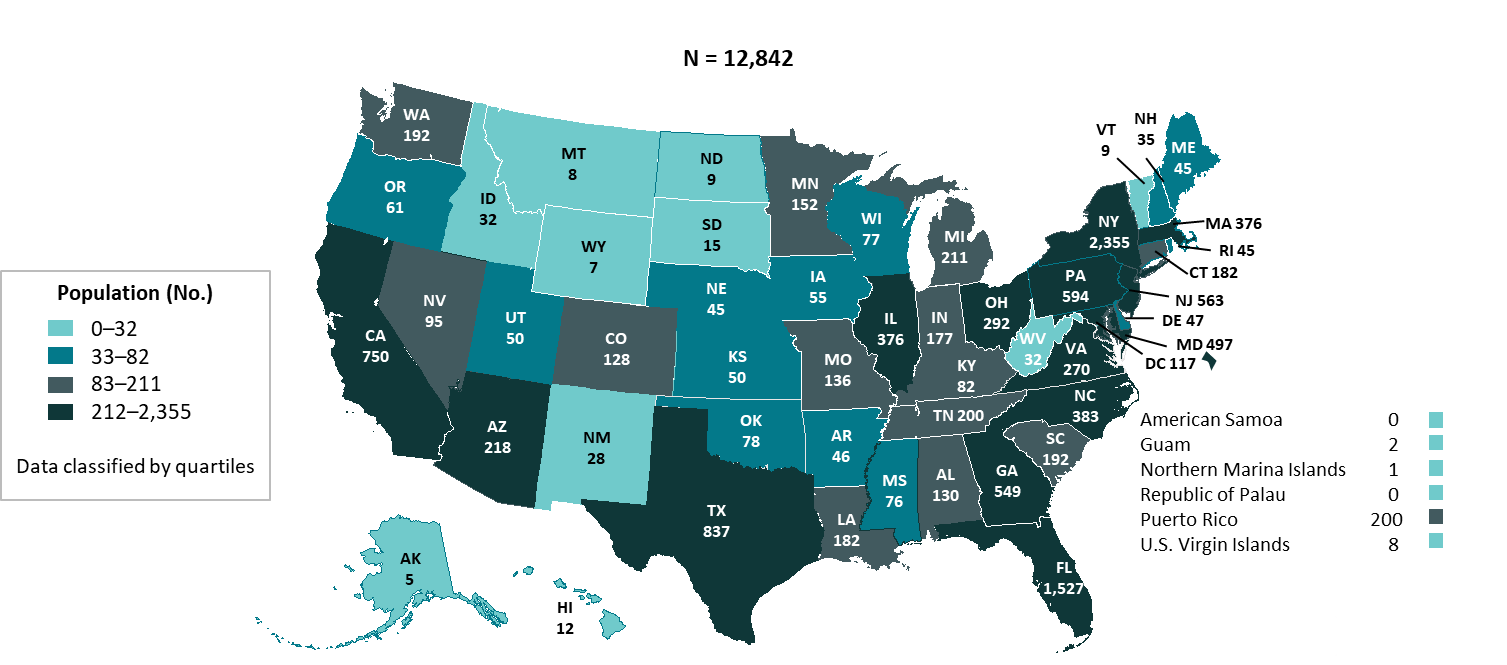 N = 12,842
WA
192
OR
61
ID
32
MT
8
ND
9
MN
152
SD
15
WY
7
WI
77
MI
211
VT
9
NH
35
ME
45
NY
2,355
MA 376
RI 45
CT 182
NJ 563
DE 47
MD 497
DC 117
PA
594
OH
292
IN
177
IL
376
IA
55
NE
45
NV
95
UT
50
CO
128
CA
750
KS
50
MO
136
KY
82
WV
32
VA
270
NC
383
TN 200
SC
192
GA
549
AL
130
MS
76
AR
46
OK
78
NM
28
AZ
218
TX
837
LA
182
FL
1,527
AK
5
HI
12
Population (No.)
0–32
33–82
83–211
212–2,355
Data classified by quartiles
American Samoa 0
Guam 2
Northern Marina Islands 1
Republic of Palau 0
Puerto Rico 200
U.S. Virgin Islands 8